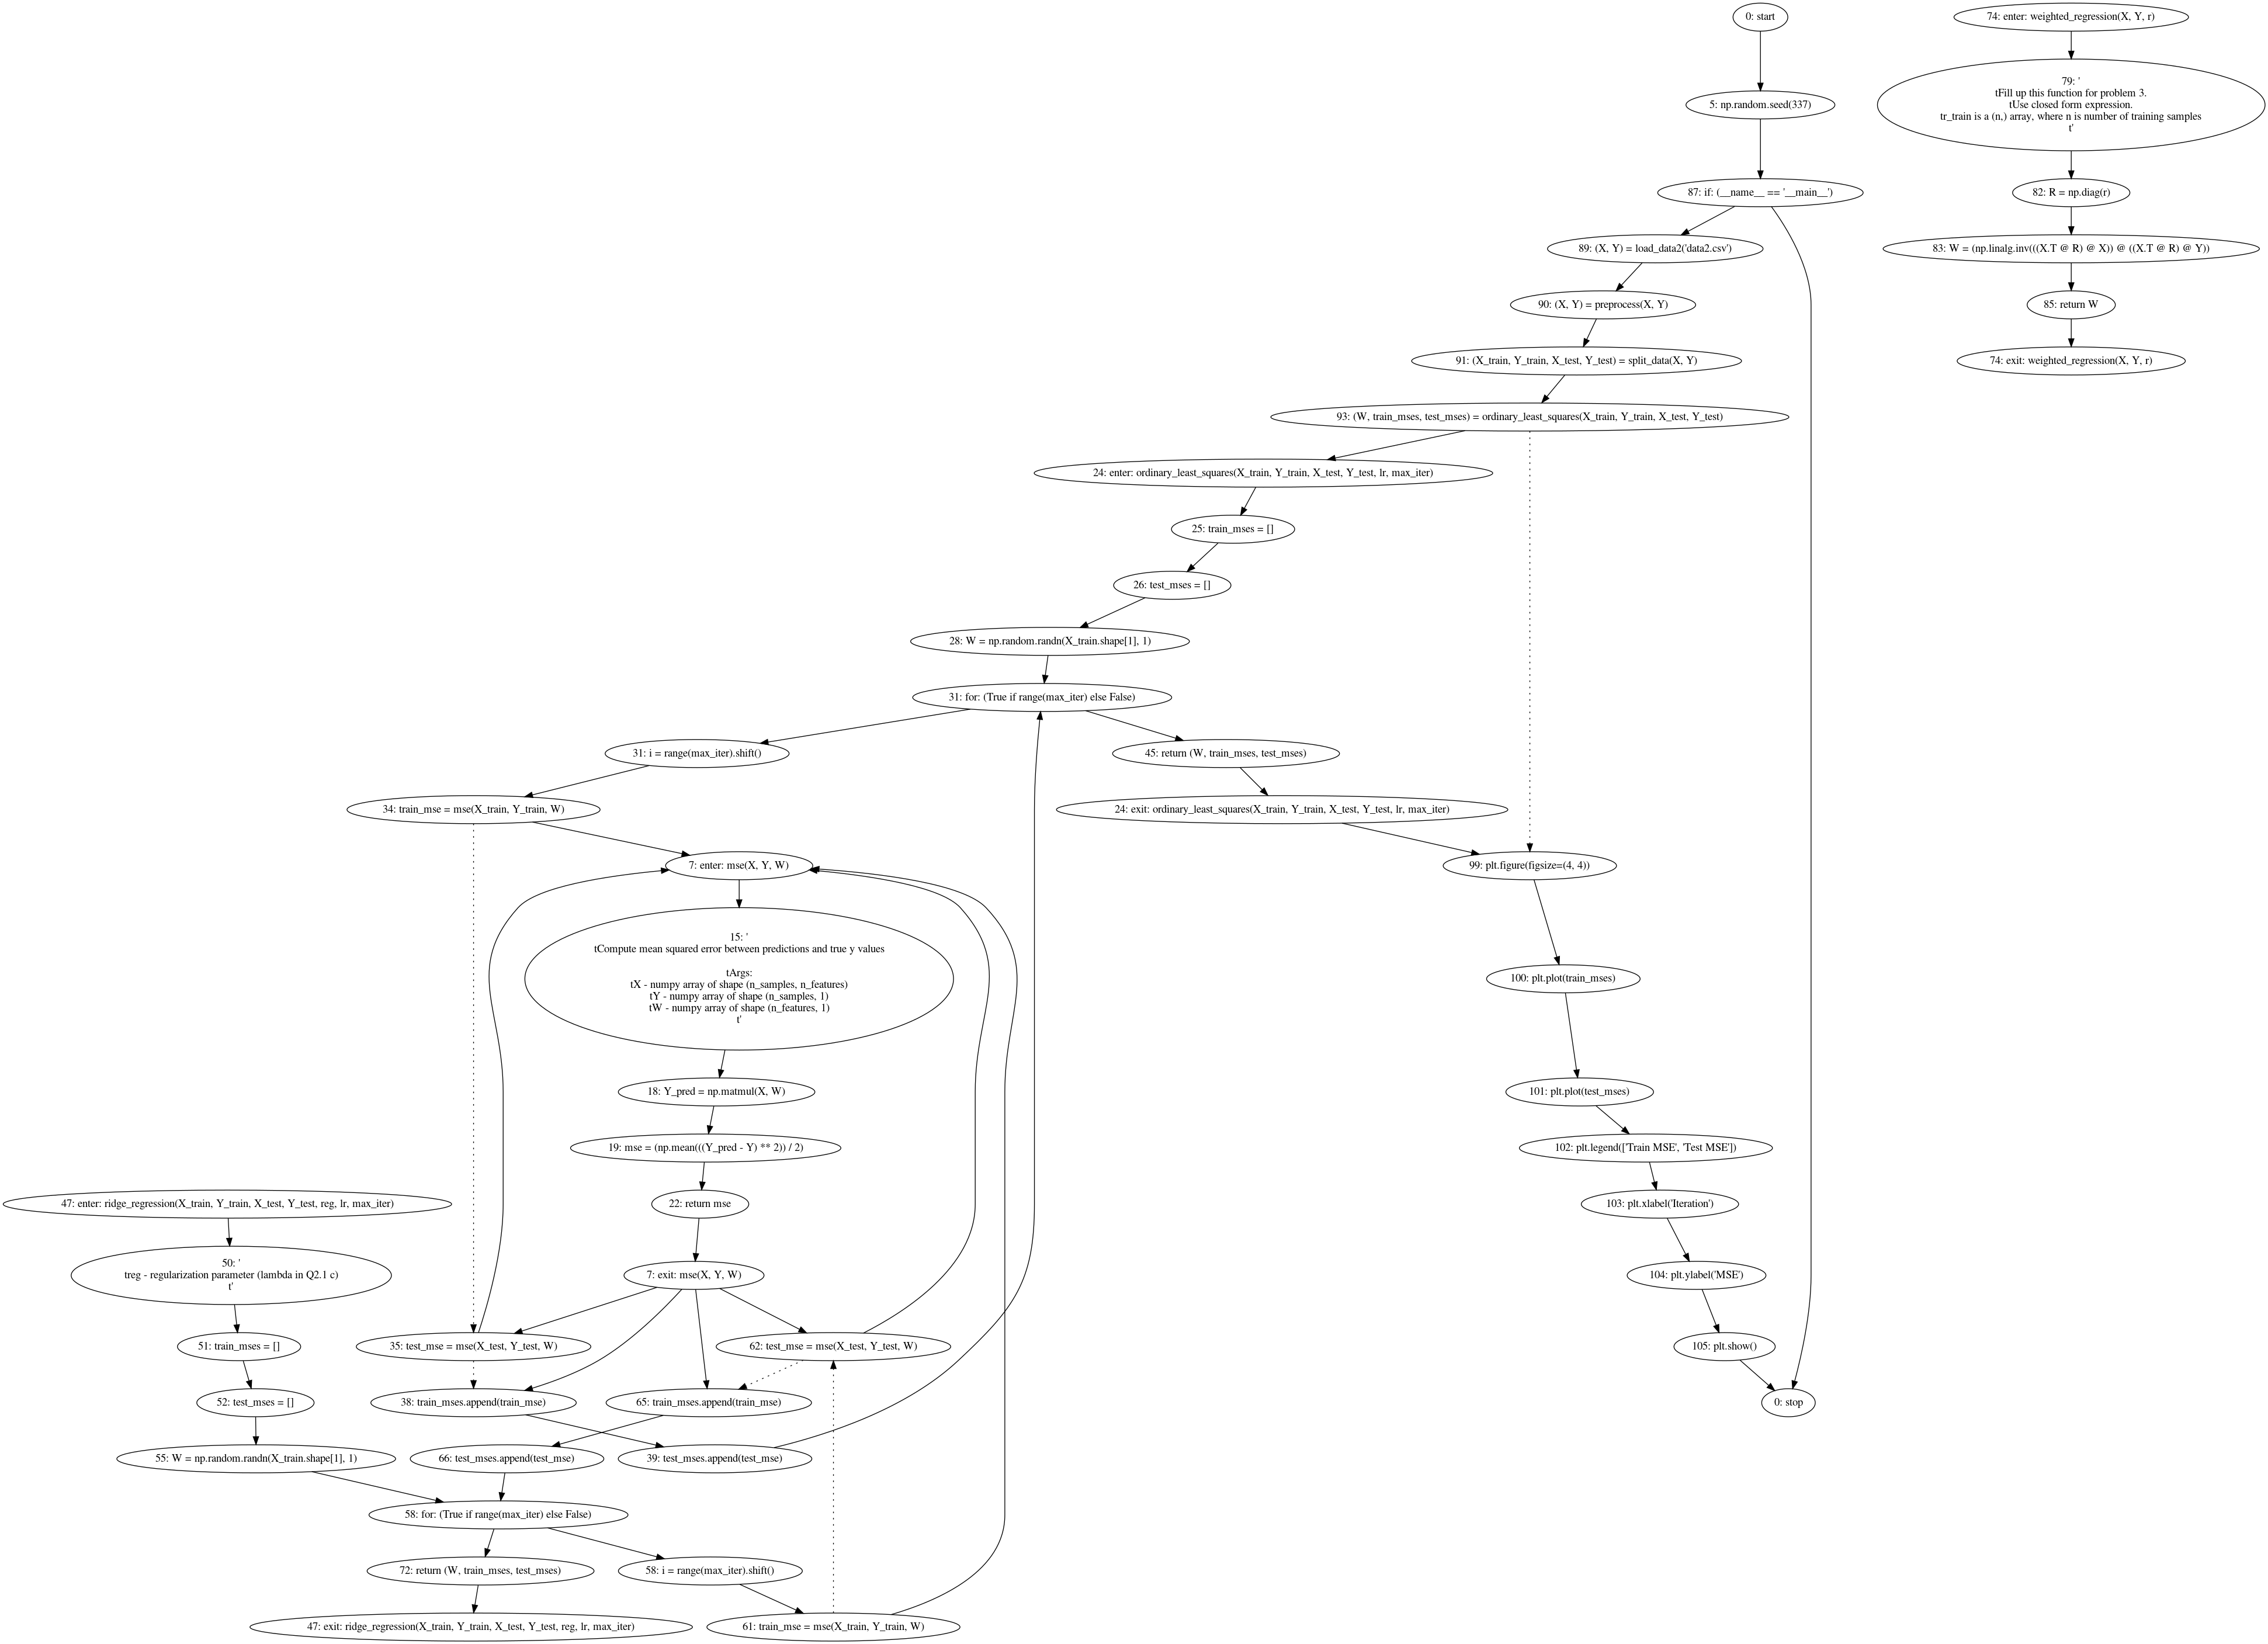 0: start
5: np.random.seed(337)
87: if: (__name__ == '__main__')
89: (X, Y) = load_data2('data2.csv')
90: (X, Y) = preprocess(X, Y)
91: (X_train, Y_train, X_test, Y_test) = split_data(X, Y)
93: (W, train_mses, test_mses) = ordinary_least_squares(X_train, Y_train, X_test, Y_test)
24: enter: ordinary_least_squares(X_train, Y_train, X_test, Y_test, lr, max_iter)
25: train_mses = []
26: test_mses = []
28: W = np.random.randn(X_train.shape[1], 1)
31: for: (True if range(max_iter) else False)
31: i = range(max_iter).shift()
45: return (W, train_mses, test_mses)
34: train_mse = mse(X_train, Y_train, W)
24: exit: ordinary_least_squares(X_train, Y_train, X_test, Y_test, lr, max_iter)
7: enter: mse(X, Y, W)
15: '
tCompute mean squared error between predictions and true y values
tArgs:
tX - numpy array of shape (n_samples, n_features)
tY - numpy array of shape (n_samples, 1)
tW - numpy array of shape (n_features, 1)
t'
18: Y_pred = np.matmul(X, W)
19: mse = (np.mean(((Y_pred - Y) ** 2)) / 2)
22: return mse
7: exit: mse(X, Y, W)
35: test_mse = mse(X_test, Y_test, W)
62: test_mse = mse(X_test, Y_test, W)
38: train_mses.append(train_mse)
65: train_mses.append(train_mse)
66: test_mses.append(test_mse)
39: test_mses.append(test_mse)
47: enter: ridge_regression(X_train, Y_train, X_test, Y_test, reg, lr, max_iter)
50: '
treg - regularization parameter (lambda in Q2.1 c)
t'
51: train_mses = []
52: test_mses = []
55: W = np.random.randn(X_train.shape[1], 1)
58: for: (True if range(max_iter) else False)
72: return (W, train_mses, test_mses)
58: i = range(max_iter).shift()
47: exit: ridge_regression(X_train, Y_train, X_test, Y_test, reg, lr, max_iter)
61: train_mse = mse(X_train, Y_train, W)
99: plt.figure(figsize=(4, 4))
100: plt.plot(train_mses)
101: plt.plot(test_mses)
102: plt.legend(['Train MSE', 'Test MSE'])
103: plt.xlabel('Iteration')
104: plt.ylabel('MSE')
105: plt.show()
0: stop
74: enter: weighted_regression(X, Y, r)
79: '
tFill up this function for problem 3.
tUse closed form expression.
tr_train is a (n,) array, where n is number of training samples
t'
82: R = np.diag(r)
83: W = (np.linalg.inv(((X.T @ R) @ X)) @ ((X.T @ R) @ Y))
85: return W
74: exit: weighted_regression(X, Y, r)